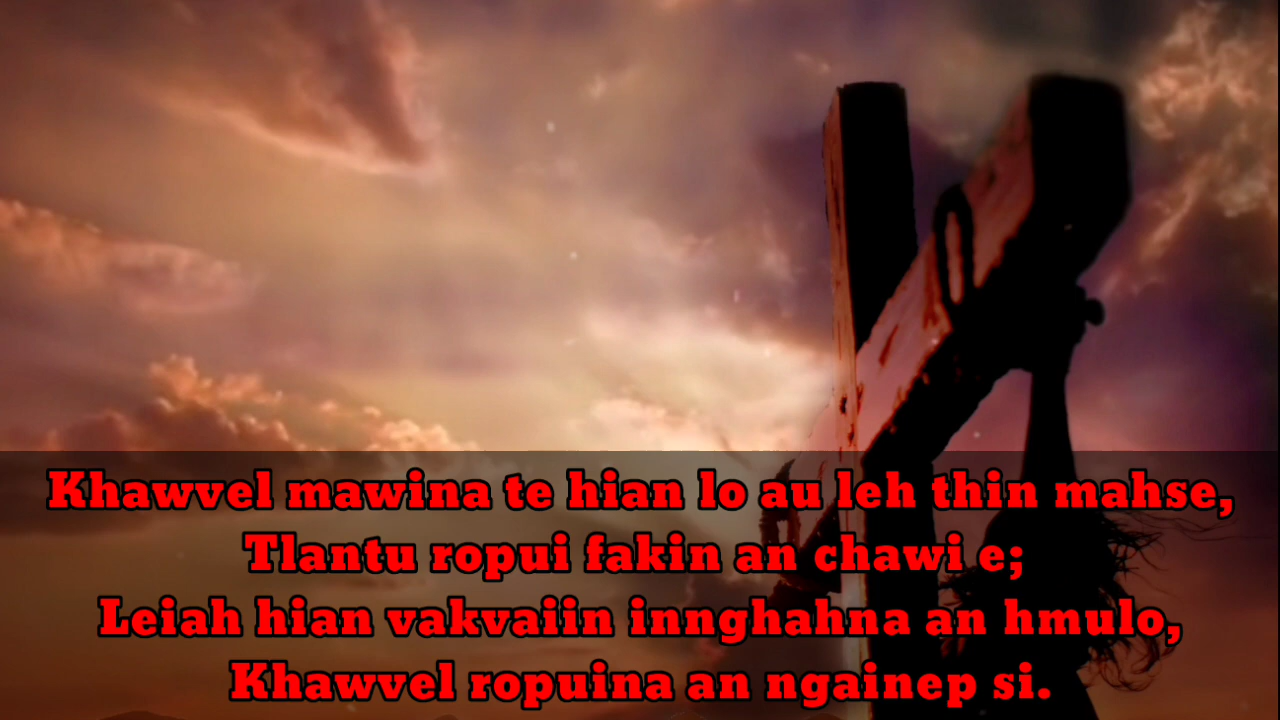 Khawvel mawina te hian lo au leh thin mahse,
Tlantu ropui fakin an chawi e;
Leiah hian vakvaiin innghahna an hmulo,
Khawvel ropuina an ngainep si.